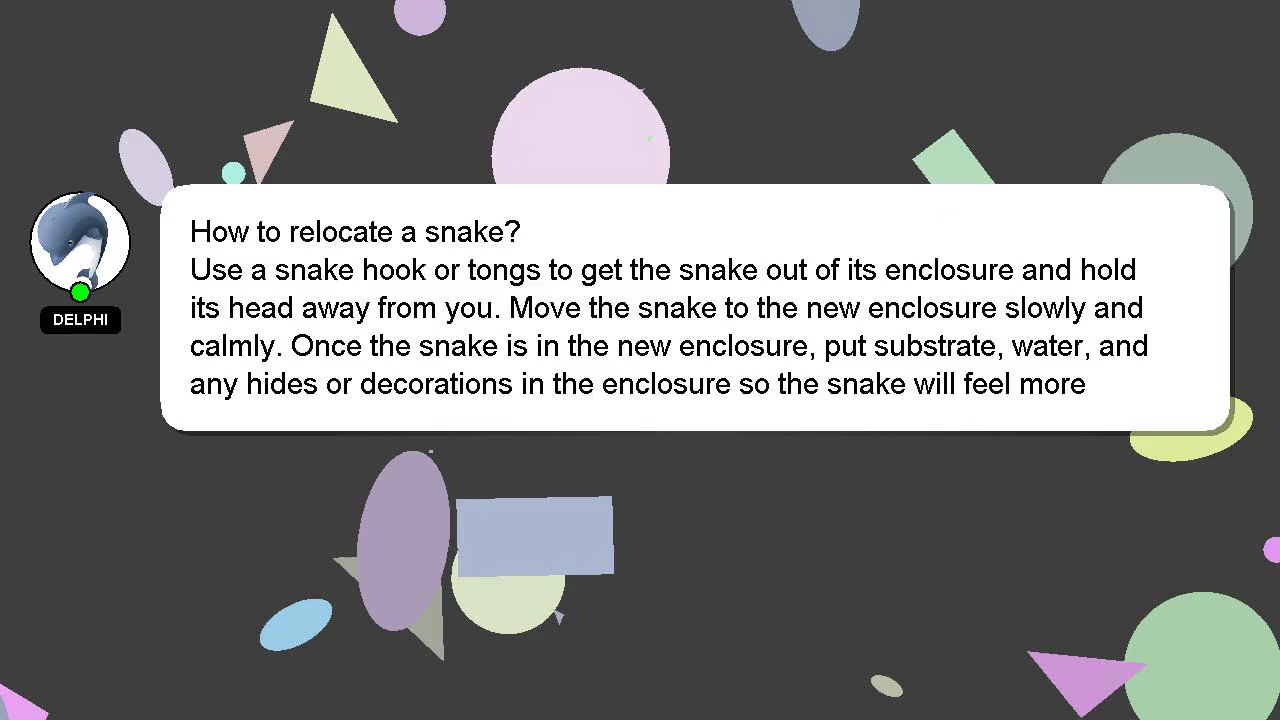 How to relocate a snake?
Use a snake hook or tongs to get the snake out of its enclosure and hold
its head away from you. Move the snake to the new enclosure slowly and
calmly. Once the snake is in the new enclosure, put substrate, water, and
any hides or decorations in the enclosure so the snake will feel more
DELPHI